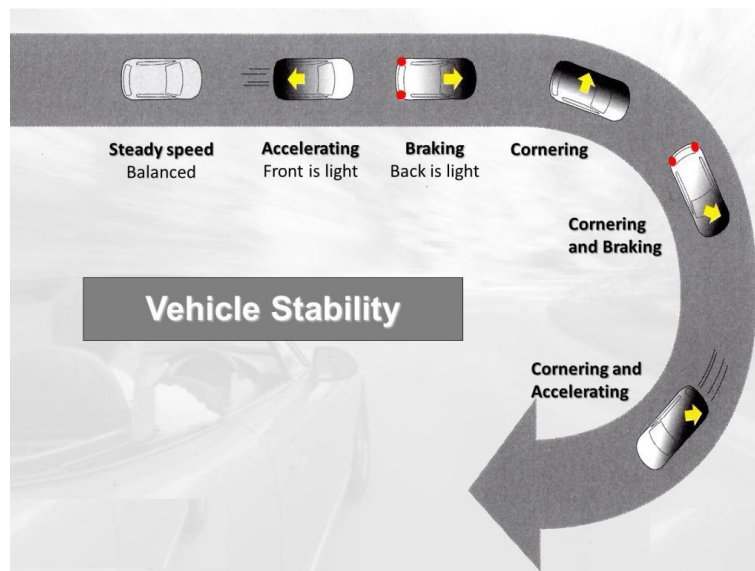 Steady speed
Balanced
Accelerating
Front is light
Braking
Back is light
Cornering
Cornering
and Braking
Vehicle Stability
Cornering and
Accelerating